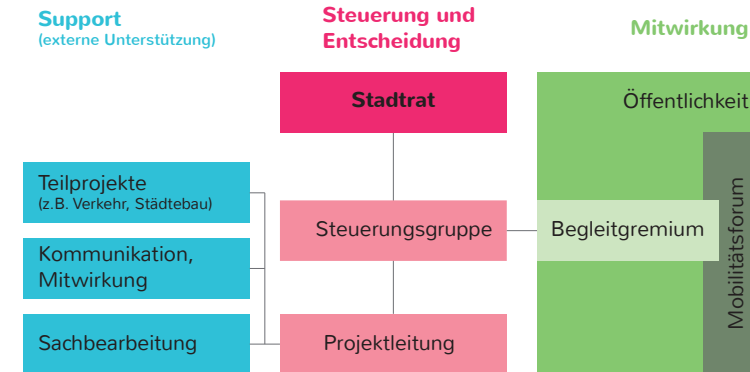 Support
(externe Unterstützung)
Steuerung und
Entscheidung
Mitwirkung
Stadtrat
Öffentlichkeit
Teilprojekte
(z.B. Verkehr, Städtebau)
Steuerungsgruppe
Begleitgremium
Mobilitätsforum
Kommunikation,
Mitwirkung
Sachbearbeitung
Projektleitung